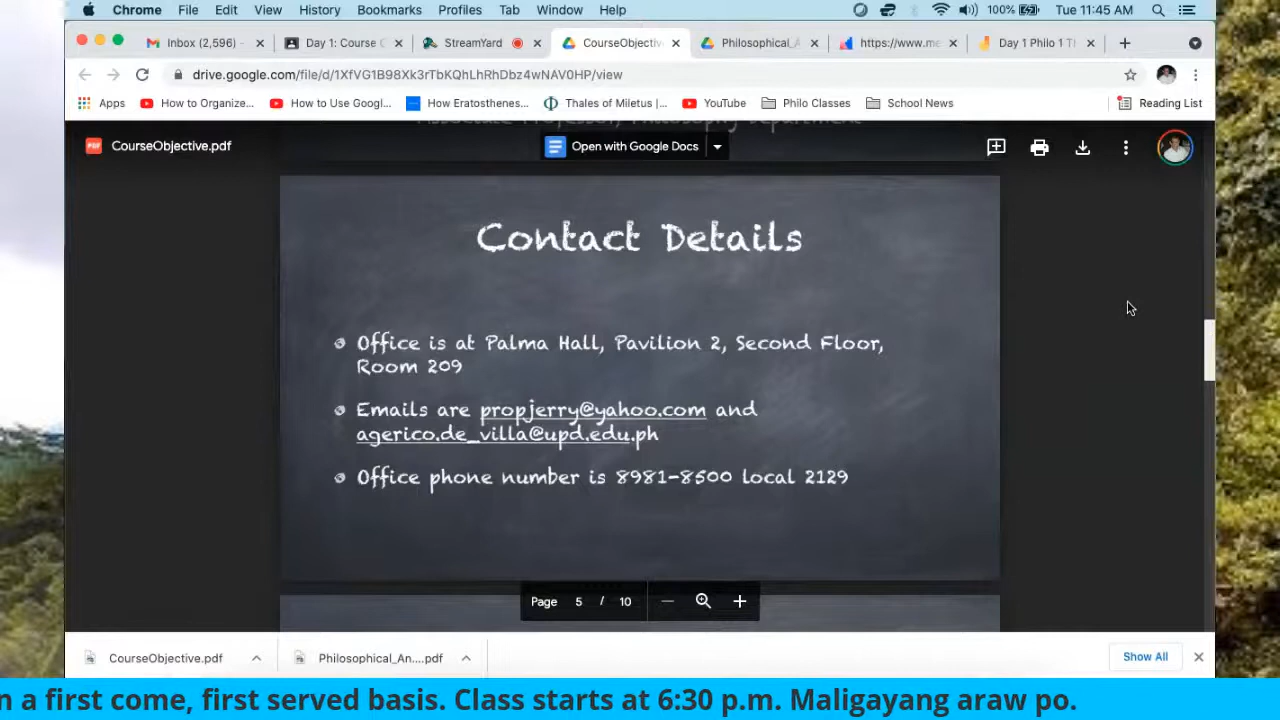 Chrome File Edit View History Bookmarks Profiles Tab Window Help 100% Tue 11:45 AM
Inbox (2,596) - Day 1: Course StreamYard CourseObjective Philosophical_A https://www.me Day 1 Philo 1 T
drive.google.com/file/d/1XfVG1B98Xk3rTbKQhLhRhDbz4wNAV0HP/view
Apps How to Organize... How to Use Googl... How Eratosthenes... Thales of Miletus |... YouTube Philo Classes School News Reading List
Associate Professor, Philosophy Department
CourseObjective.pdf Open with Google Docs
Contact Details
Office is at Palma Hall, Pavilion 2, Second Floor,
Room 209
Emails are propjerry@yahoo.com and
agerico.de_villa@upd.edu.ph
Office phone number is 8981-8500 local 2129
Page 5 / 10
CourseObjective.pdf Philosophical_An....pdf Show All
n a first come, first served basis. Class starts at 6:30 p.m. Maligayang araw po.